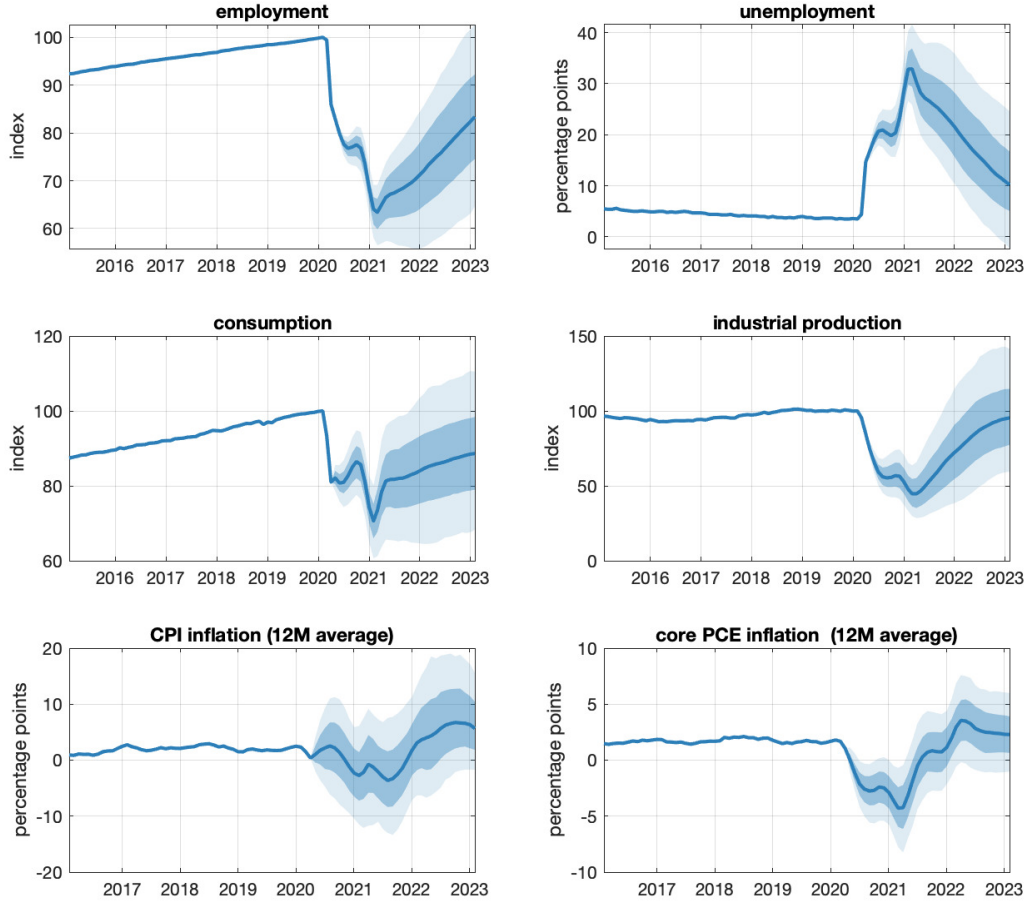 employment
index
100
90
80
70
60
2016 2017 2018 2019 2020 2021 2022 2023
unemployment
percentage points
40
30
20
10
0
2016 2017 2018 2019 2020 2021 2022 2023
consumption
index
120
100
80
60
2016 2017 2018 2019 2020 2021 2022 2023
industrial production
index
150
100
50
0
2016 2017 2018 2019 2020 2021 2022 2023
CPI inflation (12M average)
percentage points
20
10
0
-10
-20
2017 2018 2019 2020 2021 2022 2023
core PCE inflation (12M average)
percentage points
10
5
0
-5
-10
2017 2018 2019 2020 2021 2022 2023